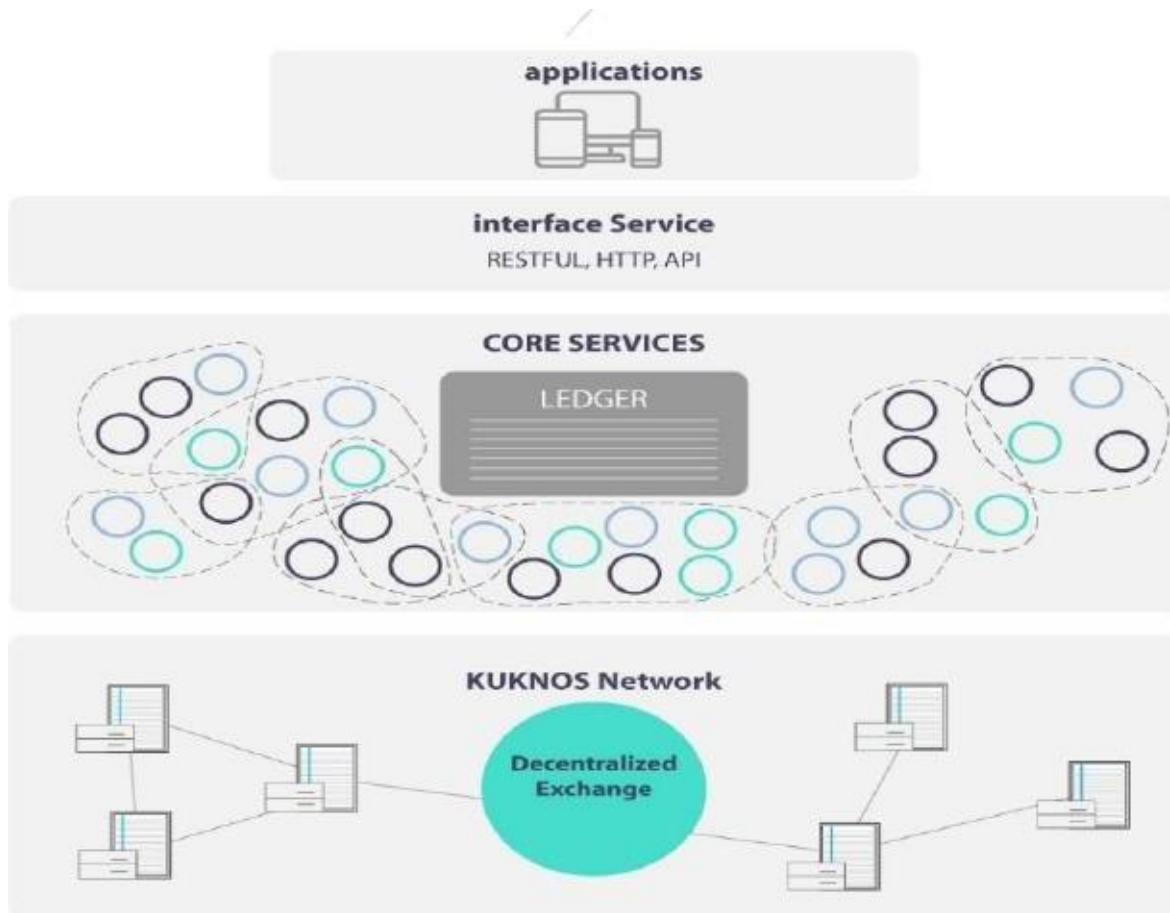 applications
interface Service
RESTFUL, HTTP, API
CORE SERVICES
LEDGER
KUKNOS Network
Decentralized
Exchange